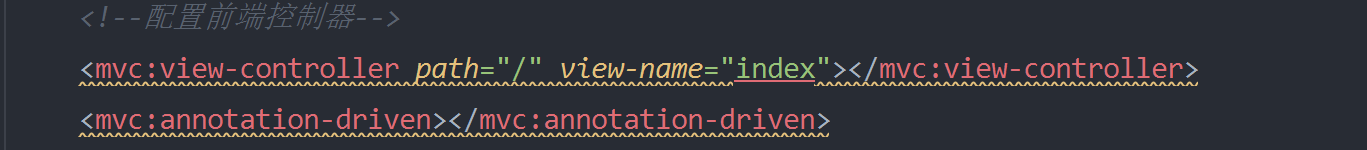 <!--配置前端控制器-->
<mvc:view-controller path="/" view-name="index"></mvc:view-controller>
<mvc:annotation-driven></mvc:annotation-driven>